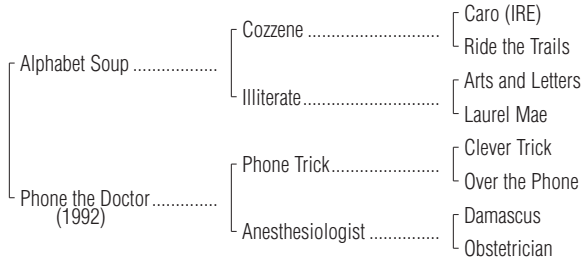 Caro (IRE)
Cozzene
Ride the Trails
Alphabet Soup
Arts and Letters
Illiterate
Laurel Mae
Clever Trick
Phone Trick
Over the Phone
Phone the Doctor
(1992)
Damascus
Anesthesiologist
Obstetrician